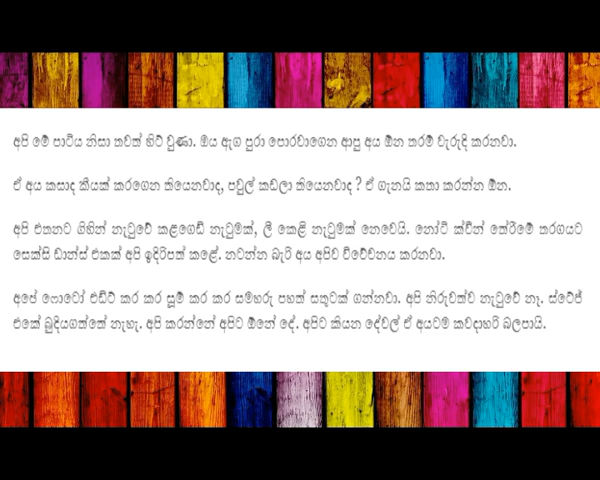 අපි මේ පාටිය නිසා තවත් හිට් වුණා. ඔය ඇග පුරා පොරවාගෙන ආපු අය ඕන තරම් වැරුදි කරනවා.
ඒ අය කසාඳ කීයක් කරගෙන තියෙනවාද, පවුල් කඩලා තියෙනවාද ? ඒ ගැනයි කතා කරන්න ඕන.
අපි එතනට ගිහින් නැටුවේ කළගෙඩි නැටුමක්, ලී කෙළි නැටුමක් නෙවෙයි. නෝටි ක්වීන් තේරීමේ තරගයට
සෙක්සි ඩාන්ස් එකක් අපි ඉදිරිපත් කළේ. නටන්න බැරි අය අපිව විවේචනය කරනවා.
අපේ ෆොටෝ එඩිට් කර කර සූම් කර කර සමහරු පහත් සතුටක් ගන්නවා. අපි නිරුවත්ව නැටුවේ නෑ. ස්ටේජ්
එකේ බුදියගත්තේ නැහැ. අපි කරන්නේ අපිට ඕනේ දේ. අපිට කියන දේවල් ඒ අයටම කවදාහරි බලපායි.